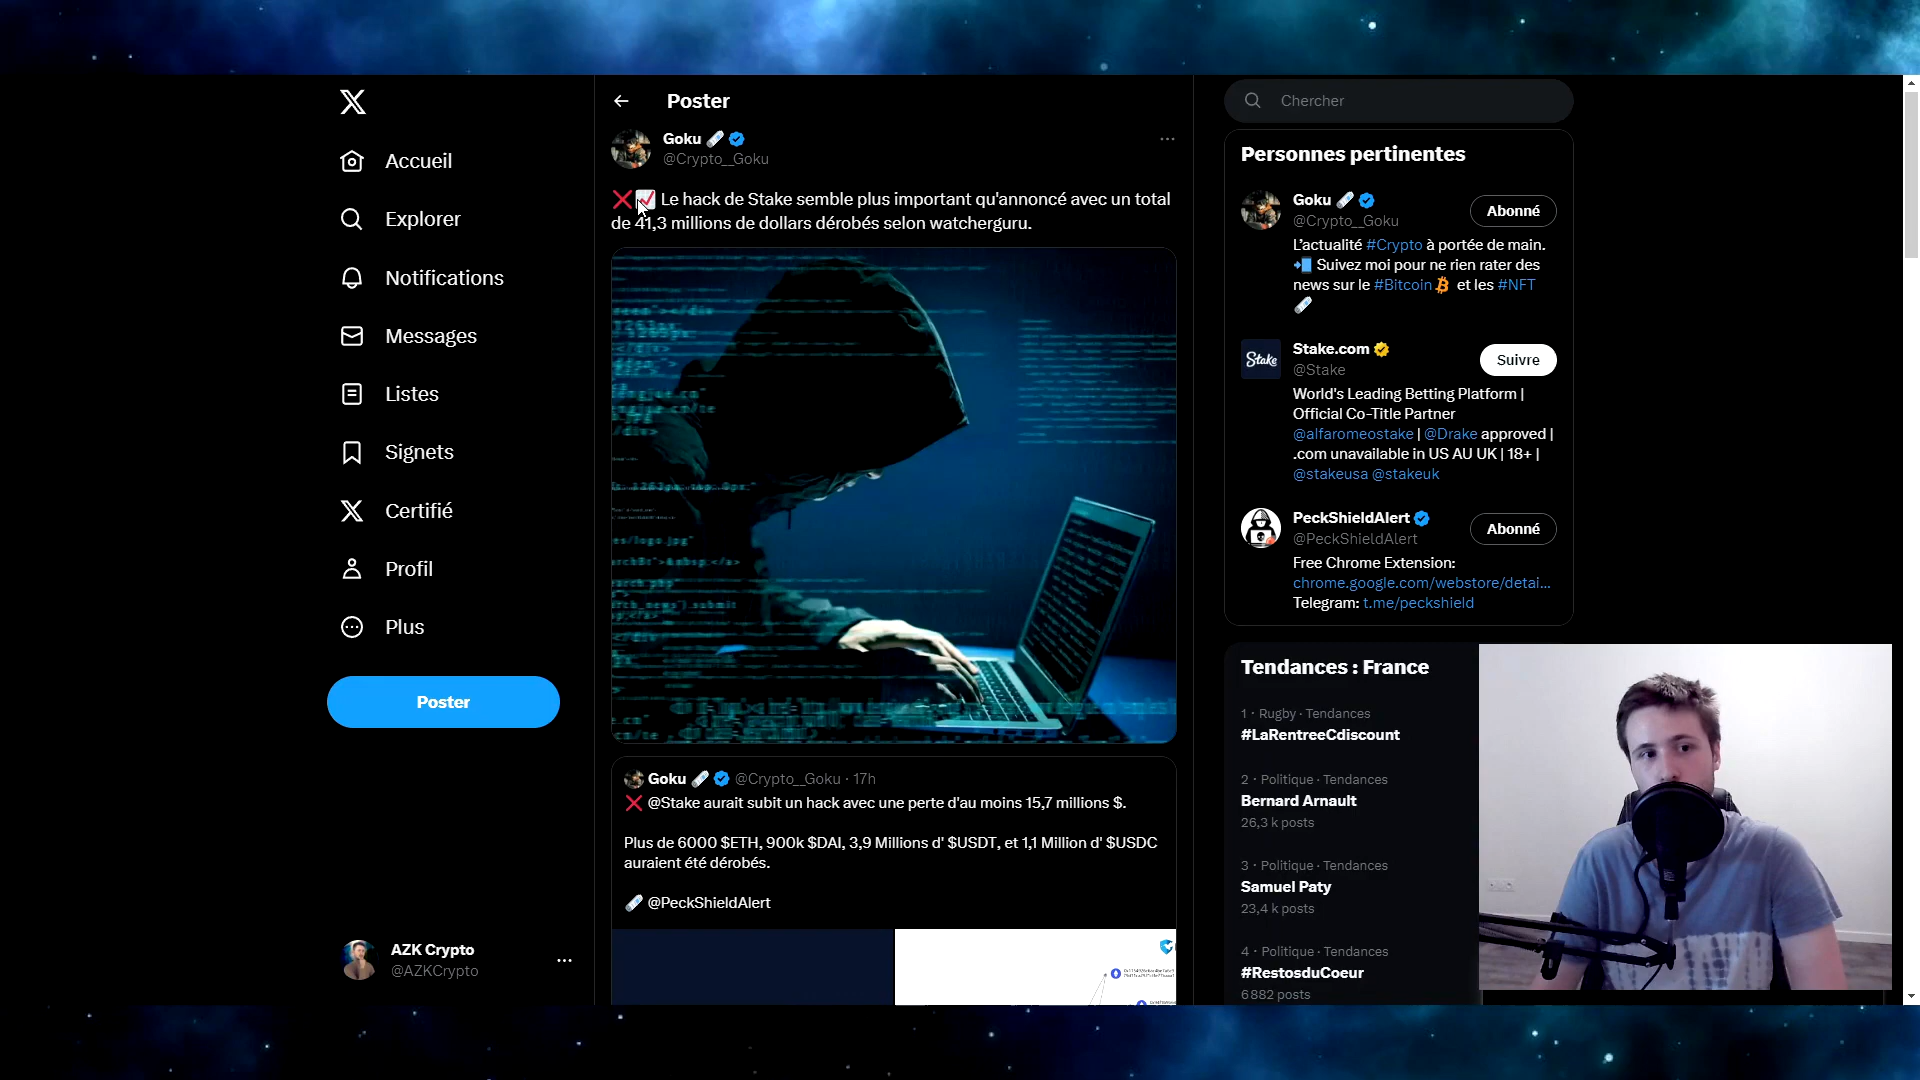 Accueil
Explorer
Notifications
Messages
Listes
Signets
Certifié
Profil
Plus
Poster
AZK Crypto
@AZKCrypto
Poster
Goku
@Crypto__Goku
Le hack de Stake semble plus important qu'annoncé avec un total
de 41,3 millions de dollars dérobés selon watcherguru.
Goku @Crypto__Goku · 17h
@Stake aurait subit un hack avec une perte d'au moins 15,7 millions $.
Plus de 6000 $ETH, 900k $DAI, 3,9 Millions d' $USDT, et 1,1 Million d' $USDC
auraient été dérobés.
@PeckShieldAlert
Chercher
Personnes pertinentes
Goku
@Crypto__Goku
Abonné
L'actualité #Crypto à portée de main.
Suivez moi pour ne rien rater des
news sur le #Bitcoin et les #NFT
Stake
Stake.com
@Stake
Suivre
World's Leading Betting Platform |
Official Co-Title Partner
@alfaromeostake | @Drake approved |
.com unavailable in US AU UK | 18+ |
@stakeusa @stakeuk
PeckShieldAlert
@PeckShieldAlert
Abonné
Free Chrome Extension:
chrome.google.com/webstore/detai...
Telegram: t.me/peckshield
Tendances : France
1 · Rugby · Tendances
#LaRentreeCdiscount
2 · Politique · Tendances
Bernard Arnault
26,3 k posts
3 · Politique · Tendances
Samuel Paty
23,4 k posts
4 · Politique · Tendances
#RestosduCoeur
6 882 posts